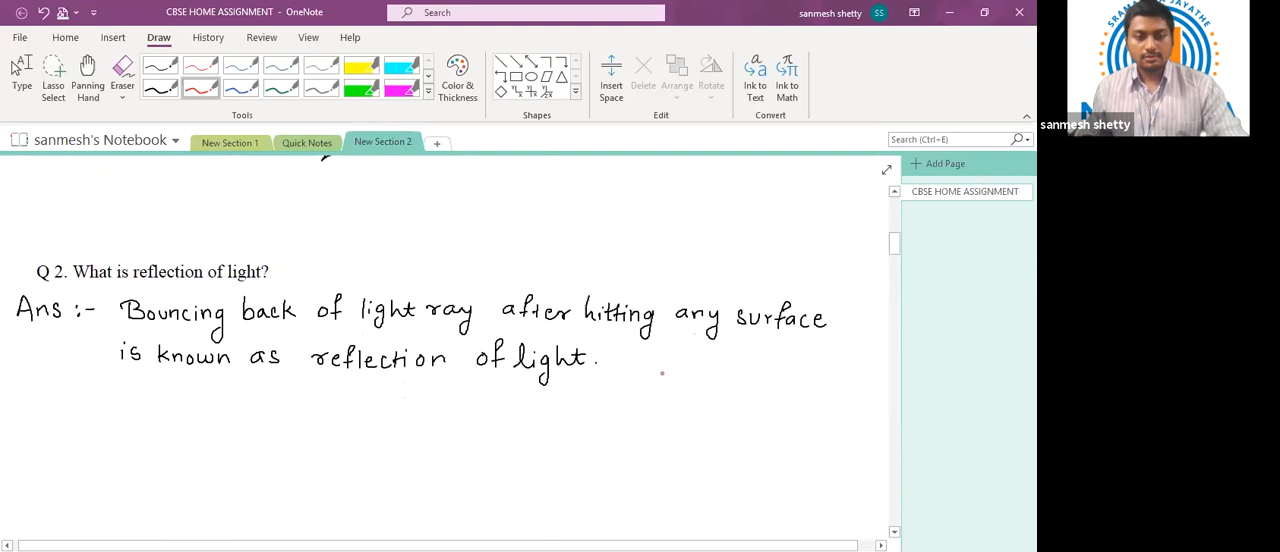 CBSE HOME ASSIGNMENT - OneNote
Search
sanmesh shetty
SS
File Home Insert Draw History Review View Help
Type
Lasso Select
Panning Hand
Eraser
Color & Thickness
Insert Space
Delete
Arrange
Rotate
Ink to Text
Ink to Math
Tools
Shapes
Edit
Convert
sanmesh's Notebook
New Section 1
Quick Notes
New Section 2
Search (Ctrl+E)
Add Page
CBSE HOME ASSIGNMENT
sanmesh shetty
Q 2. What is reflection of light?
Ans :- Bouncing back of light ray after hitting any surface
is known as reflection of light.